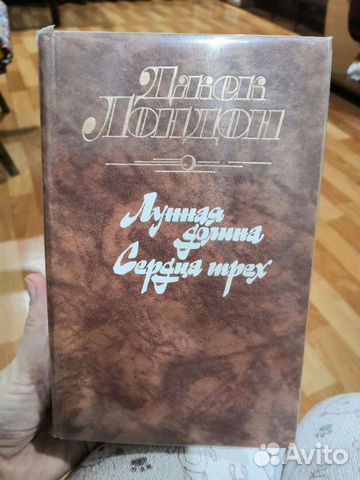 Джек
Лондон
Лунная
долина
Сердца трех
Avito